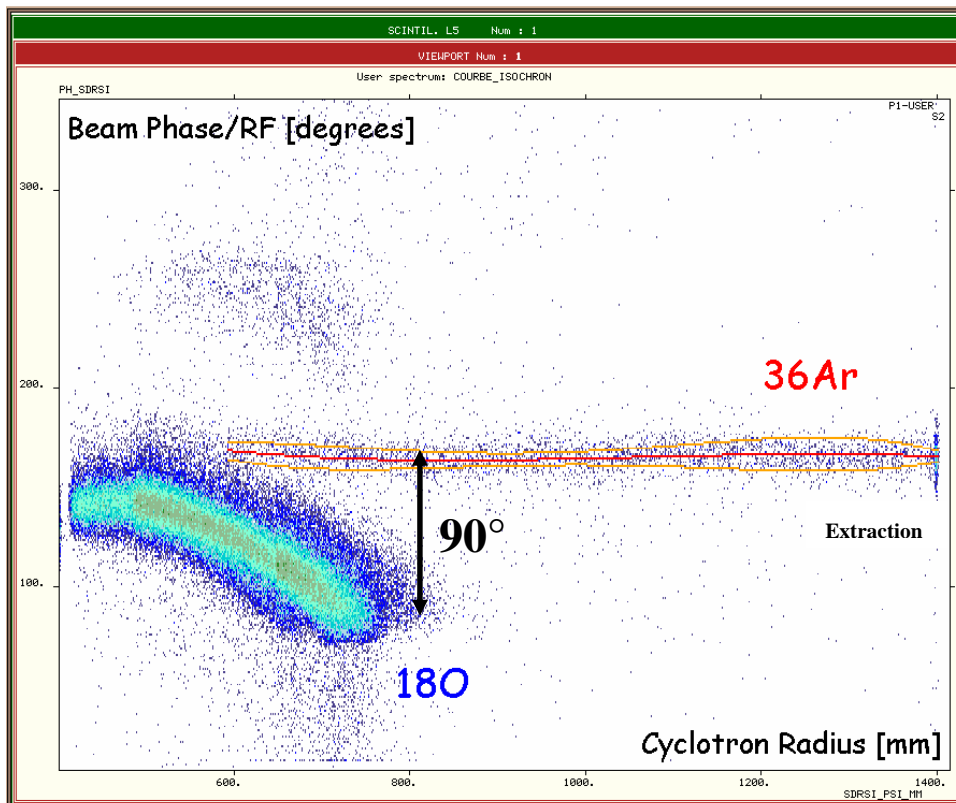 SCINTIL. L5 Num : 1
VIEWPORT Num : 1
User spectrum: COURBE_ISOCHRON
PH_SDRSI
P1-USER'
S2
Beam Phase/RF [degrees]
300.
200.
36Ar
90°
Extraction
100.
18O
Cyclotron Radius [mm]
600. 800. 1000. 1200. 1400.
SDRSI_PSI_MM